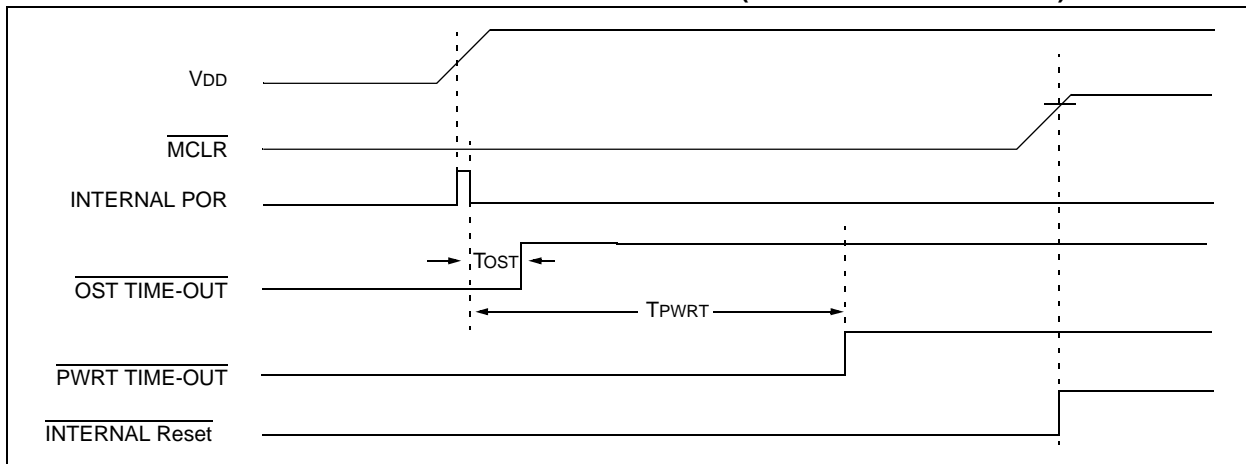 VDD
MCLR
INTERNAL POR
TOST
OST TIME-OUT
TPWRT
PWRT TIME-OUT
INTERNAL Reset